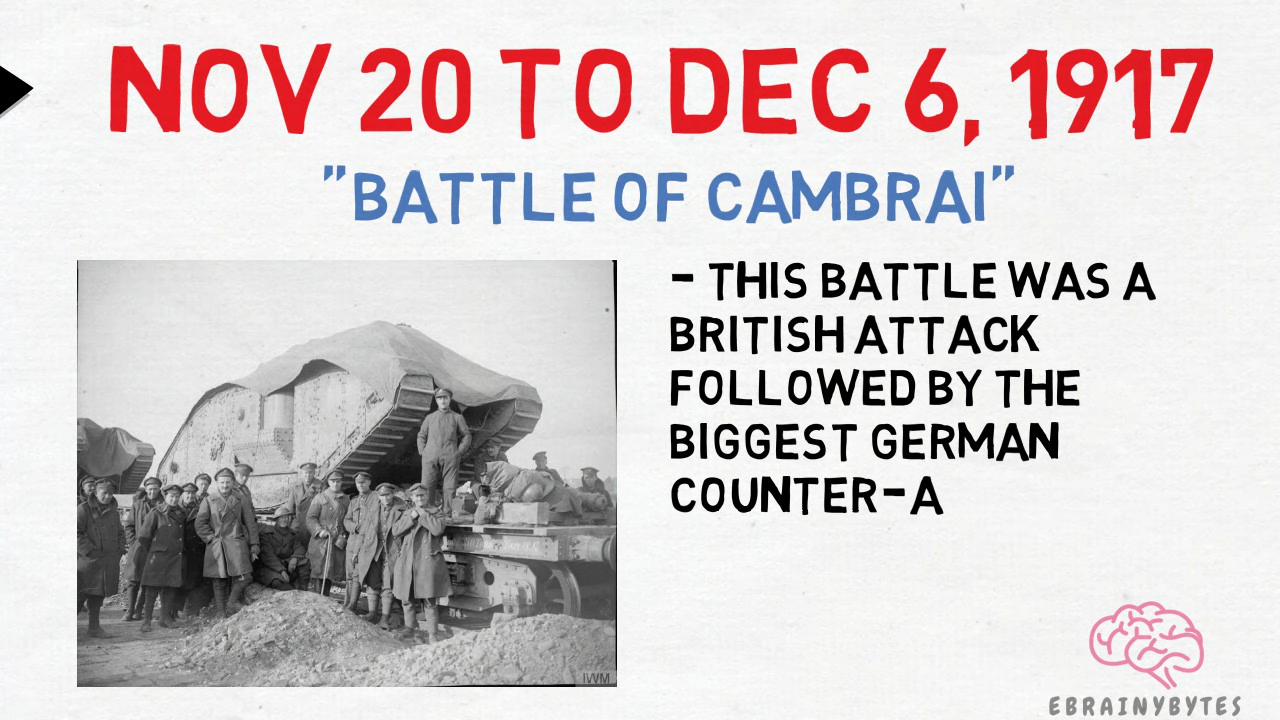 NOV 20 TO DEC 6, 1917
"BATTLE OF CAMBRAI"
- THIS BATTLE WAS A
BRITISH ATTACK
FOLLOWED BY THE
BIGGEST GERMAN
COUNTER-A
IWM
EBRAINYBYTES